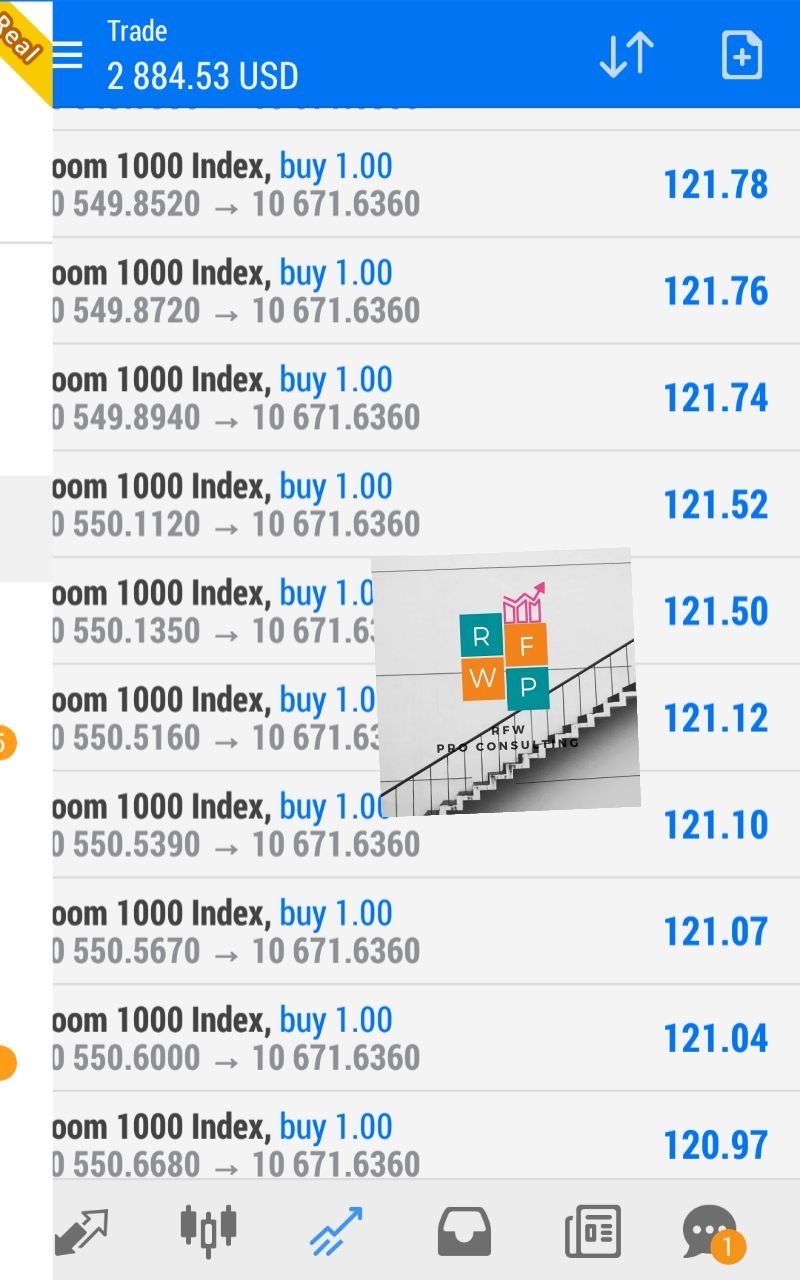 Real
Trade
2 884.53 USD
oom 1000 Index, buy 1.00
121.78
0 549.8520 → 10 671.6360
oom 1000 Index, buy 1.00
121.76
0 549.8720 → 10 671.6360
oom 1000 Index, buy 1.00
121.74
0 549.8940 → 10 671.6360
oom 1000 Index, buy 1.00
121.52
0 550.1120 → 10 671.6360
oom 1000 Index, buy 1.0
121.50
0 550.1350 → 10 671.6
oom 1000 Index, buy 1.0
121.12
0 550.5160 → 10 671.63
R F
W P
RFW
PRO CONSULTING
oom 1000 Index, buy 1.00
121.10
0 550.5390 → 10 671.6360
oom 1000 Index, buy 1.00
121.07
0 550.5670 → 10 671.6360
oom 1000 Index, buy 1.00
121.04
0 550.6000 → 10 671.6360
oom 1000 Index, buy 1.00
120.97
0 550.6680 → 10 671.6360
1